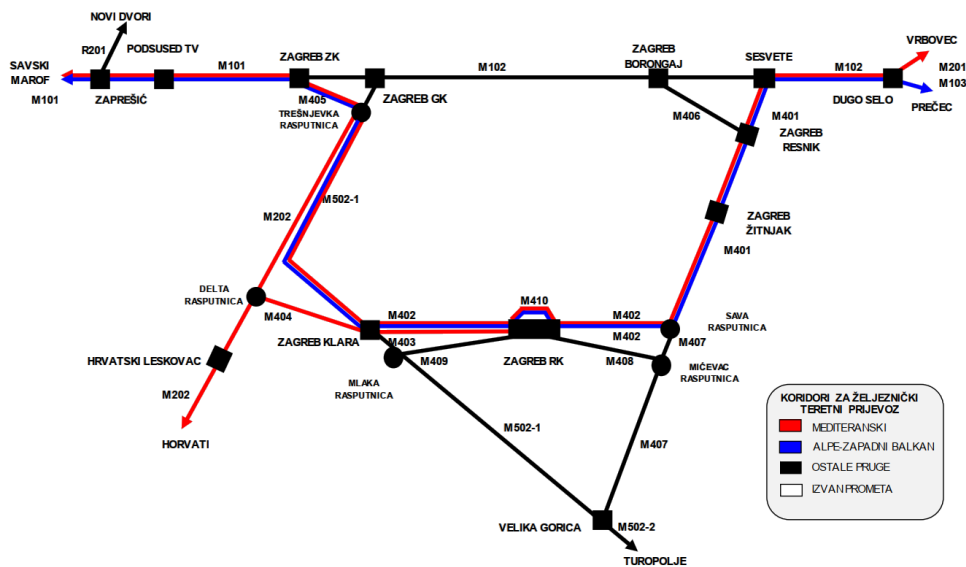 NOVI DVORI
R201
PODSUSED TV
SAVSKI
MAROF
M101
ZAPREŠIĆ
M101
ZAGREB ZK
M405
TREŠNJEVKA
RASPUTNICA
ZAGREB GK
M102
ZAGREB
BORONGAJ
SESVETE
M102
VRBOVEC
M201
M103
DUGO SELO
PREČEC
M401
M406
ZAGREB
RESNIK
ZAGREB
ŽITNJAK
M401
M502-1
M202
DELTA
RASPUTNICA
M404
M410
M402
M402
M402
SAVA
RASPUTNICA
M407
ZAGREB KLARA
M403
M409
ZAGREB RK
M408
MIČEVAC
RASPUTNICA
HRVATSKI LESKOVAC
MLAKA
RASPUTNICA
M202
HORVATI
M502-1
M407
VELIKA GORICA
M502-2
TUROPOLJE
KORIDORI ZA ŽELJEZNIČKI
TERETNI PRIJEVOZ
MEDITERANSKI
ALPE-ZAPADNI BALKAN
OSTALE PRUGE
IZVAN PROMETA